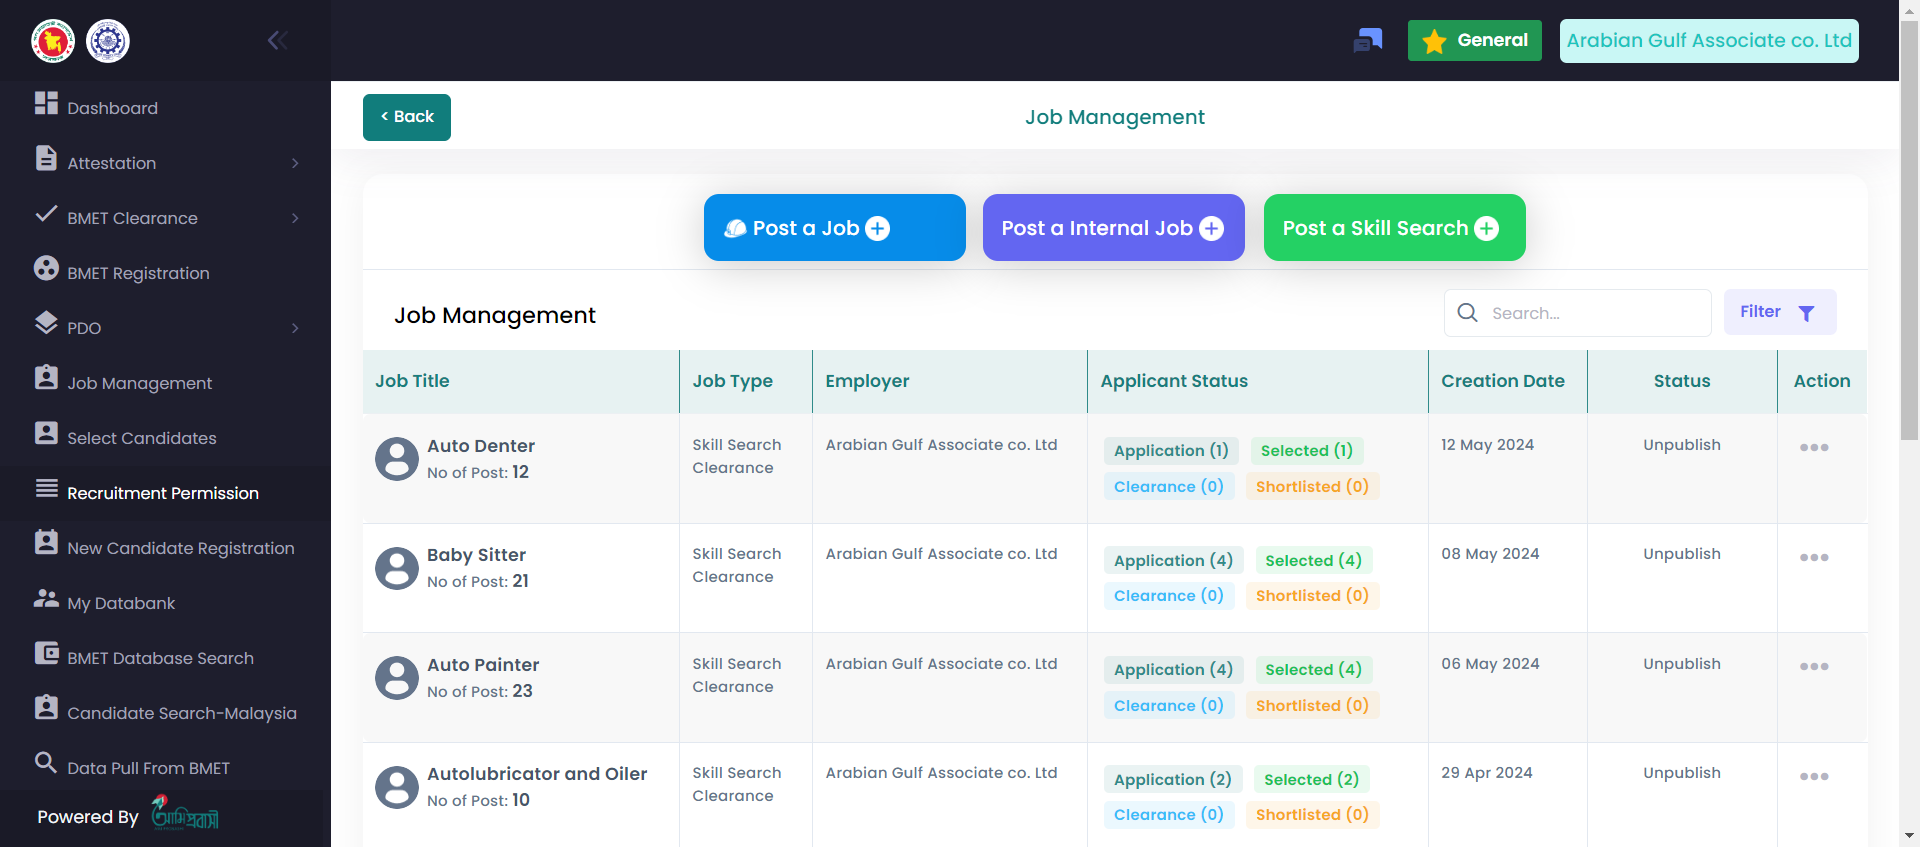 General
Arabian Gulf Associate co. Ltd
Dashboard
Attestation
BMET Clearance
BMET Registration
PDO
Job Management
Select Candidates
Recruitment Permission
New Candidate Registration
My Databank
BMET Database Search
Candidate Search-Malaysia
Data Pull From BMET
Powered By আমি প্রবাসী
< Back
Job Management
Post a Job
Post a Internal Job
Post a Skill Search
Job Management
Search...
Filter
Job Title Job Type Employer Applicant Status Creation Date Status Action
Auto Denter
No of Post: 12
Skill Search
Clearance
Arabian Gulf Associate co. Ltd
Application (1) Selected (1)
Clearance (0) Shortlisted (0)
12 May 2024
Unpublish
Baby Sitter
No of Post: 21
Skill Search
Clearance
Arabian Gulf Associate co. Ltd
Application (4) Selected (4)
Clearance (0) Shortlisted (0)
08 May 2024
Unpublish
Auto Painter
No of Post: 23
Skill Search
Clearance
Arabian Gulf Associate co. Ltd
Application (4) Selected (4)
Clearance (0) Shortlisted (0)
06 May 2024
Unpublish
Autolubricator and Oiler
No of Post: 10
Skill Search
Clearance
Arabian Gulf Associate co. Ltd
Application (2) Selected (2)
Clearance (0) Shortlisted (0)
29 Apr 2024
Unpublish